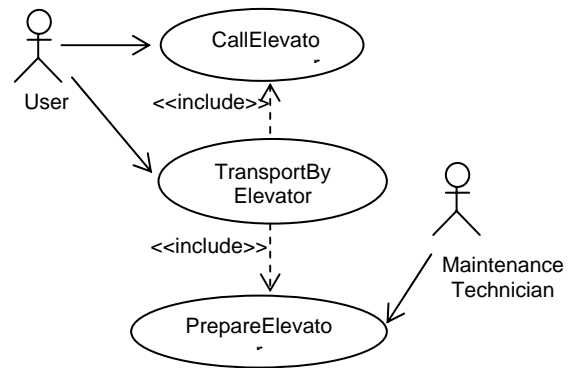 CallElevato
r
User
<<include>>
TransportBy
Elevator
<<include>>
Maintenance
Technician
PrepareElevato
r